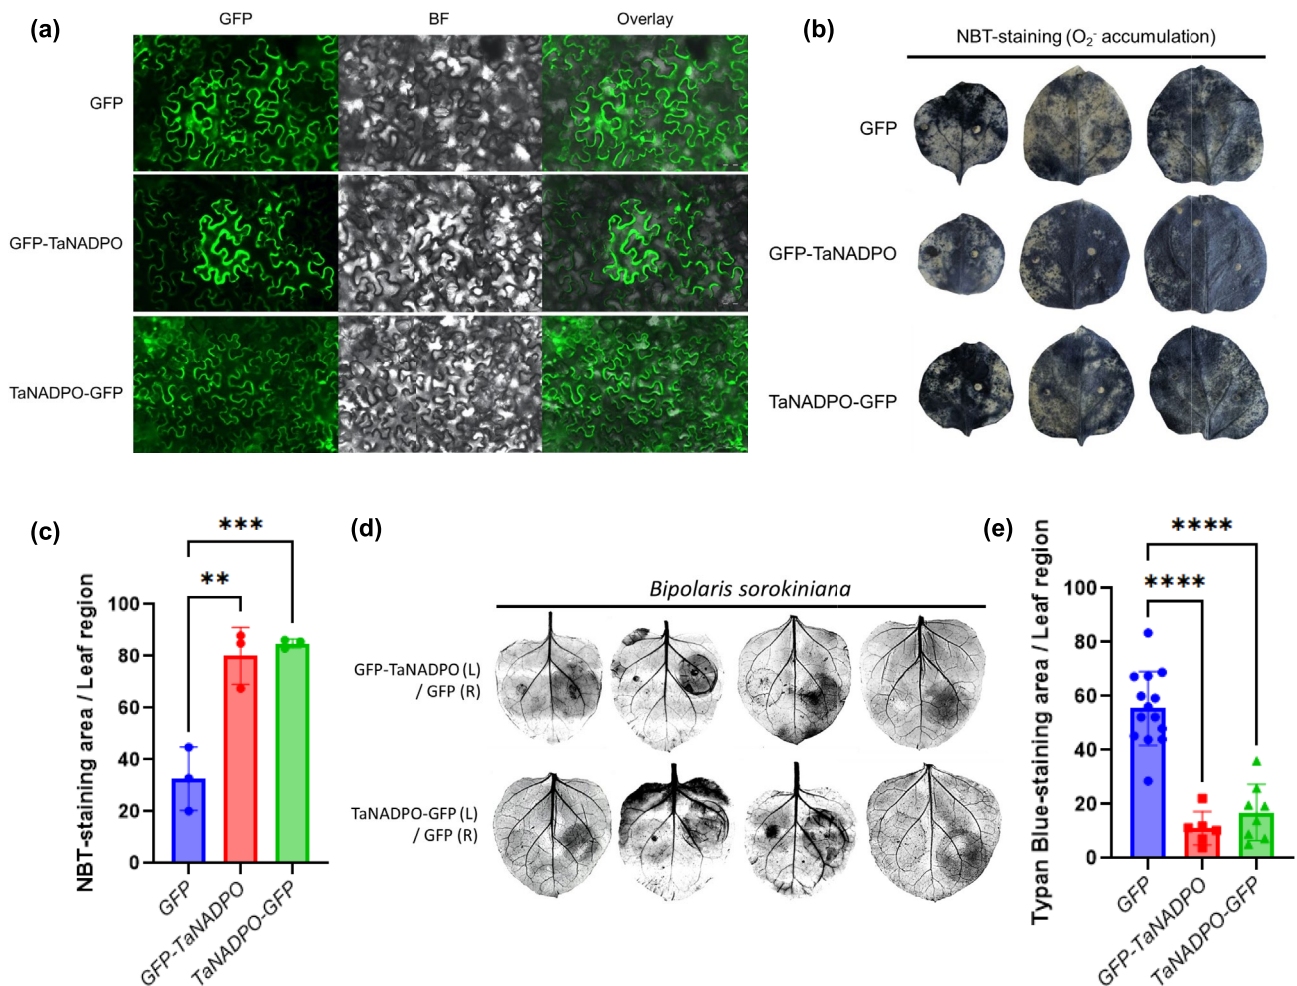 (a)
GFP
BF
Overlay
GFP
GFP-TaNADPO
TaNADPO-GFP
(b)
NBT-staining (O2- accumulation)
GFP
GFP-TaNADPO
TaNADPO-GFP
(c)
***
**
NBT-staining area / Leaf region
100
80
60
40
20
0
GFP
GFP-TaNADPO
TaNADPO-GFP
(d)
Bipolaris sorokiniana
GFP-TaNADPO (L)
/ GFP (R)
TaNADPO-GFP (L)
/ GFP (R)
(e)
****
****
Typan Blue-staining area / Leaf region
100
80
60
40
20
0
GFP
GFP-TaNADPO
TaNADPO-GFP